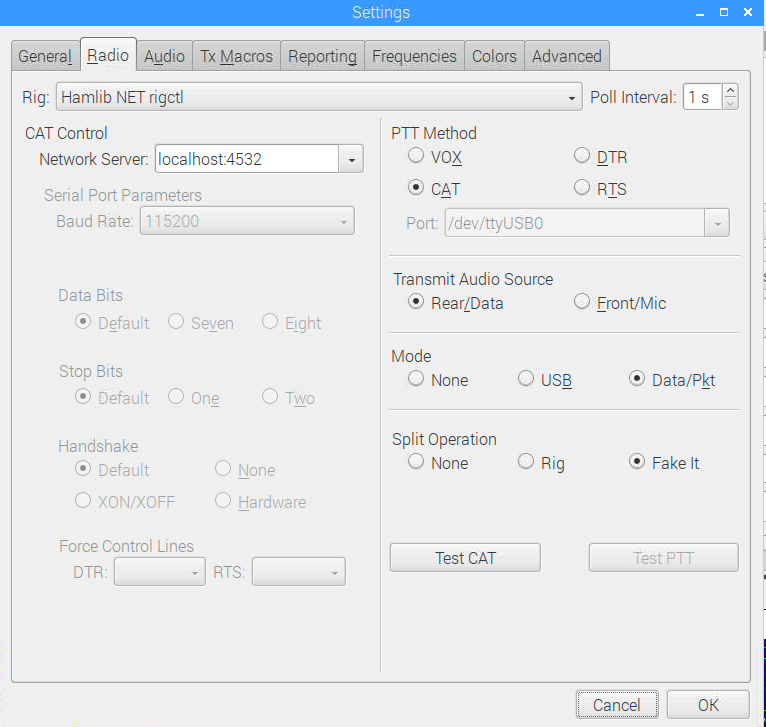 Settings
General Radio Audio Tx Macros Reporting Frequencies Colors Advanced
Rig: Hamlib NET rigctl Poll Interval: 1 s
CAT Control
Network Server: localhost:4532
Serial Port Parameters
Baud Rate: 115200
Data Bits
Default Seven Eight
Stop Bits
Default One Two
Handshake
Default None
XON/XOFF Hardware
Force Control Lines
DTR: RTS:
PTT Method
VOX DTR
CAT RTS
Port: /dev/ttyUSB0
Transmit Audio Source
Rear/Data Front/Mic
Mode
None USB Data/Pkt
Split Operation
None Rig Fake It
Test CAT Test PTT
Cancel OK